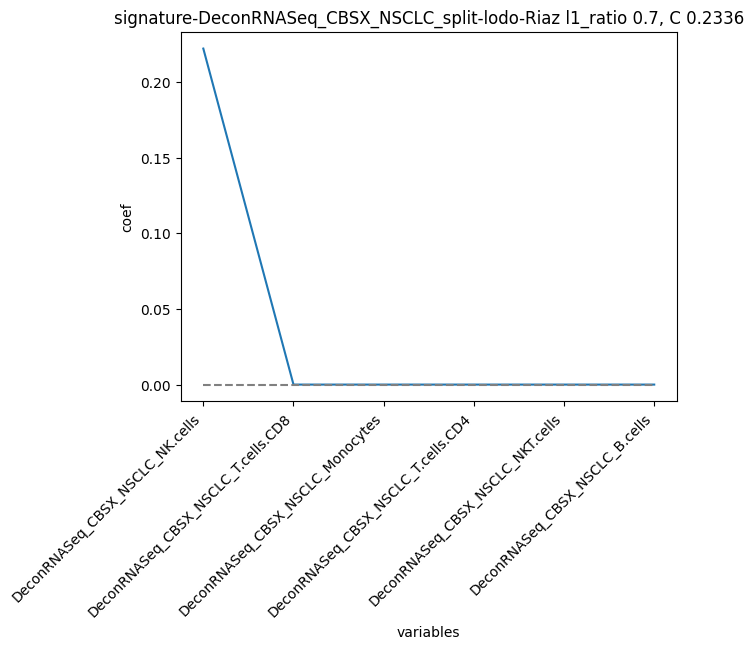 signature-DeconRNASeq_CBSX_NSCLC_split-lodo-Riaz l1_ratio 0.7, C 0.2336
0.20
0.15
0.10
0.05
0.00
coef
DeconRNASeq_CBSX_NSCLC_NK.cells
DeconRNASeq_CBSX_NSCLC_T.cells.CD8
DeconRNASeq_CBSX_NSCLC_Monocytes
DeconRNASeq_CBSX_NSCLC_T.cells.CD4
DeconRNASeq_CBSX_NSCLC_NKT.cells
DeconRNASeq_CBSX_NSCLC_B.cells
variables